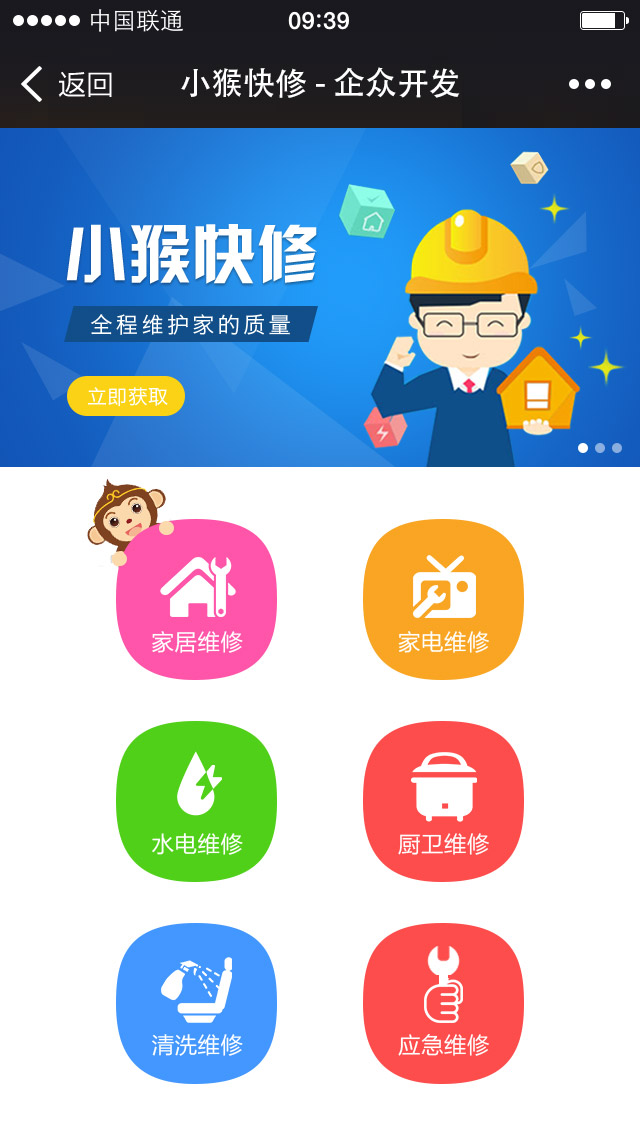 中国联通 09:39
返回 小猴快修 - 企众开发
小猴快修
全程维护家的质量
立即获取
家居维修 家电维修
水电维修 厨卫维修
清洗维修 应急维修